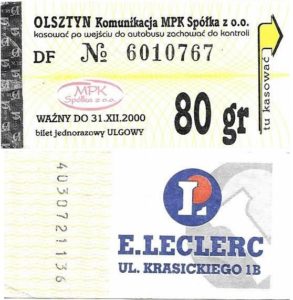 OLSZTYN Komunikacja MPK Spółka z o.o.
kasować po wejściu do autobusu zachować do kontroli
DF № 6010767
MPK
Spółka z o.o.
80 gr
tu kasować
WAŻNY DO 31.XII.2000
bilet jednorazowy ULGOWY
4030721136
L
E.LECLERC
UL. KRASICKIEGO 1B